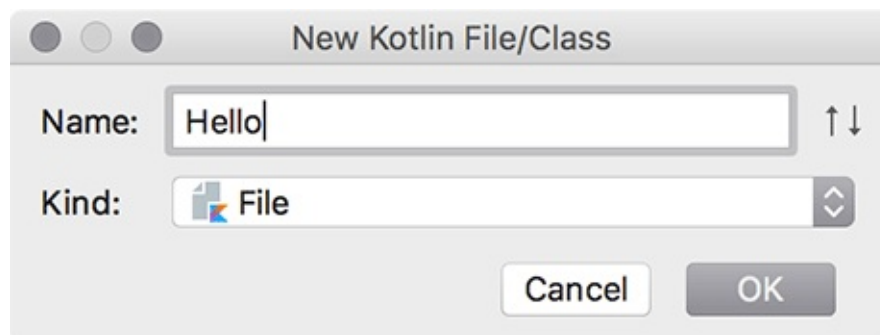 New Kotlin File/Class
Name: Hello
Kind: File
Cancel OK